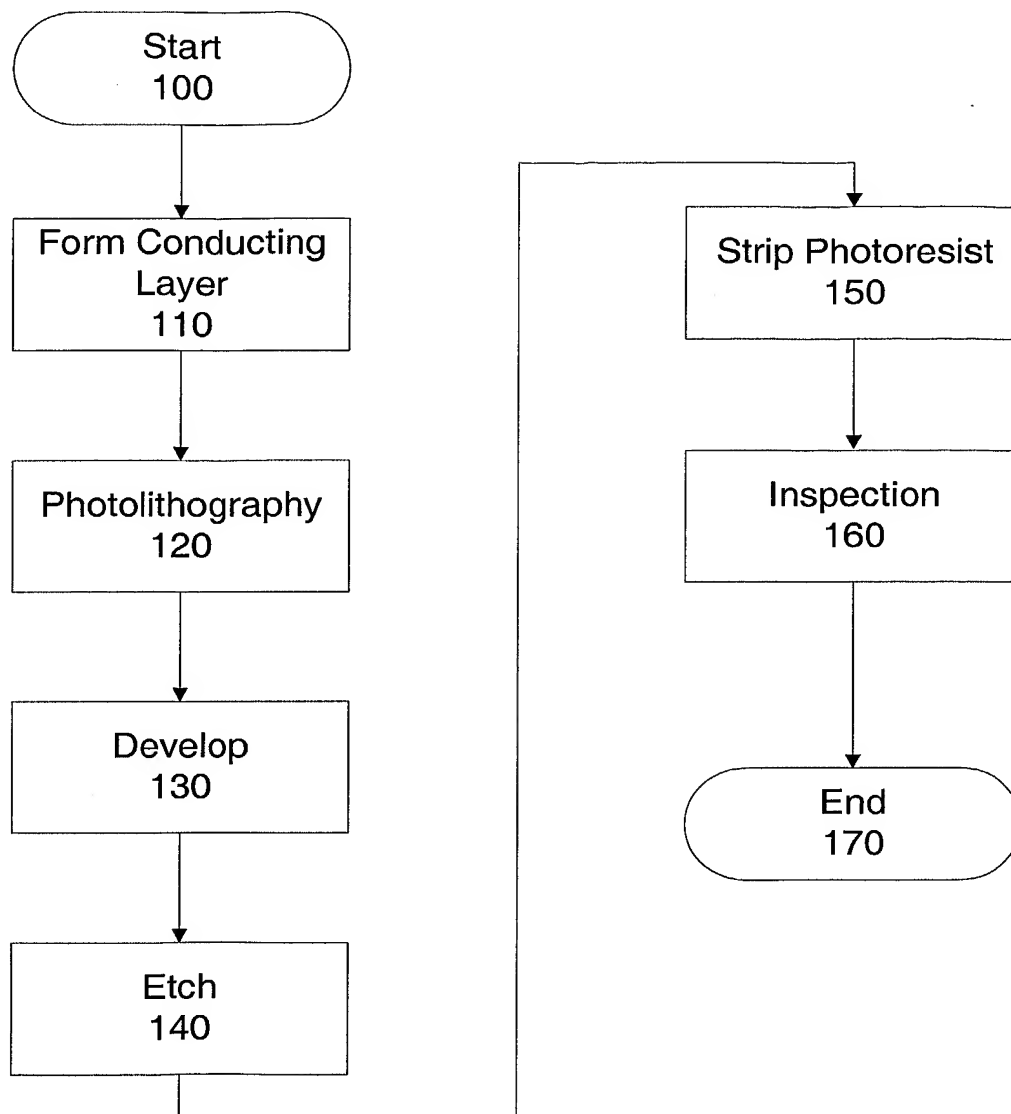 Start
100
Form Conducting
Layer
110
Photolithography
120
Develop
130
Etch
140
Strip Photoresist
150
Inspection
160
End
170